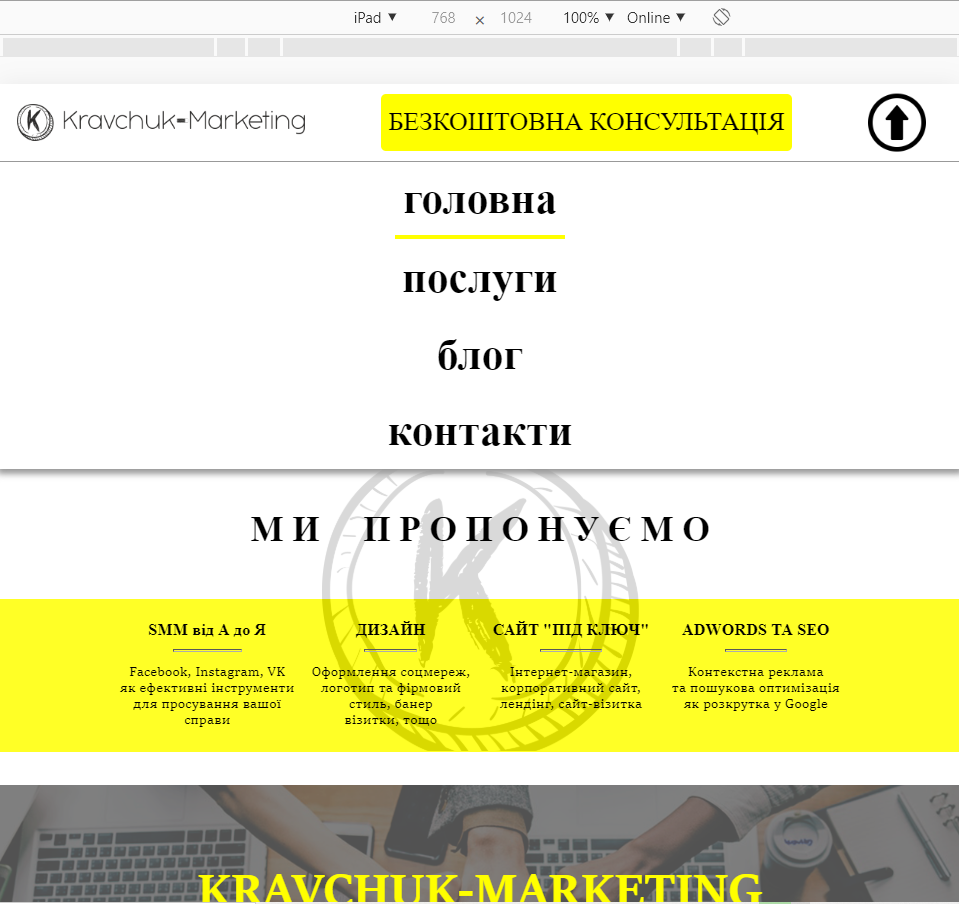 iPad ▼ 768 × 1024 100% ▼ Online ▼
K Kravchuk-Marketing
БЕЗКОШТОВНА КОНСУЛЬТАЦІЯ
головна
послуги
блог
контакти
МИ ПРОПОНУЄМО
SMM від А до Я
Facebook, Instagram, VK
як ефективні інструменти
для просування вашої
справи
ДИЗАЙН
Оформлення соцмереж,
логотип та фірмовий
стиль, банер
візитки, тощо
САЙТ "ПІД КЛЮЧ"
Інтернет-магазин,
корпоративний сайт,
лендінг, сайт-візитка
ADWORDS ТА SEO
Контекстна реклама
та пошукова оптимізація
як розкрутка у Google
KRAVCHUK-MARKETING